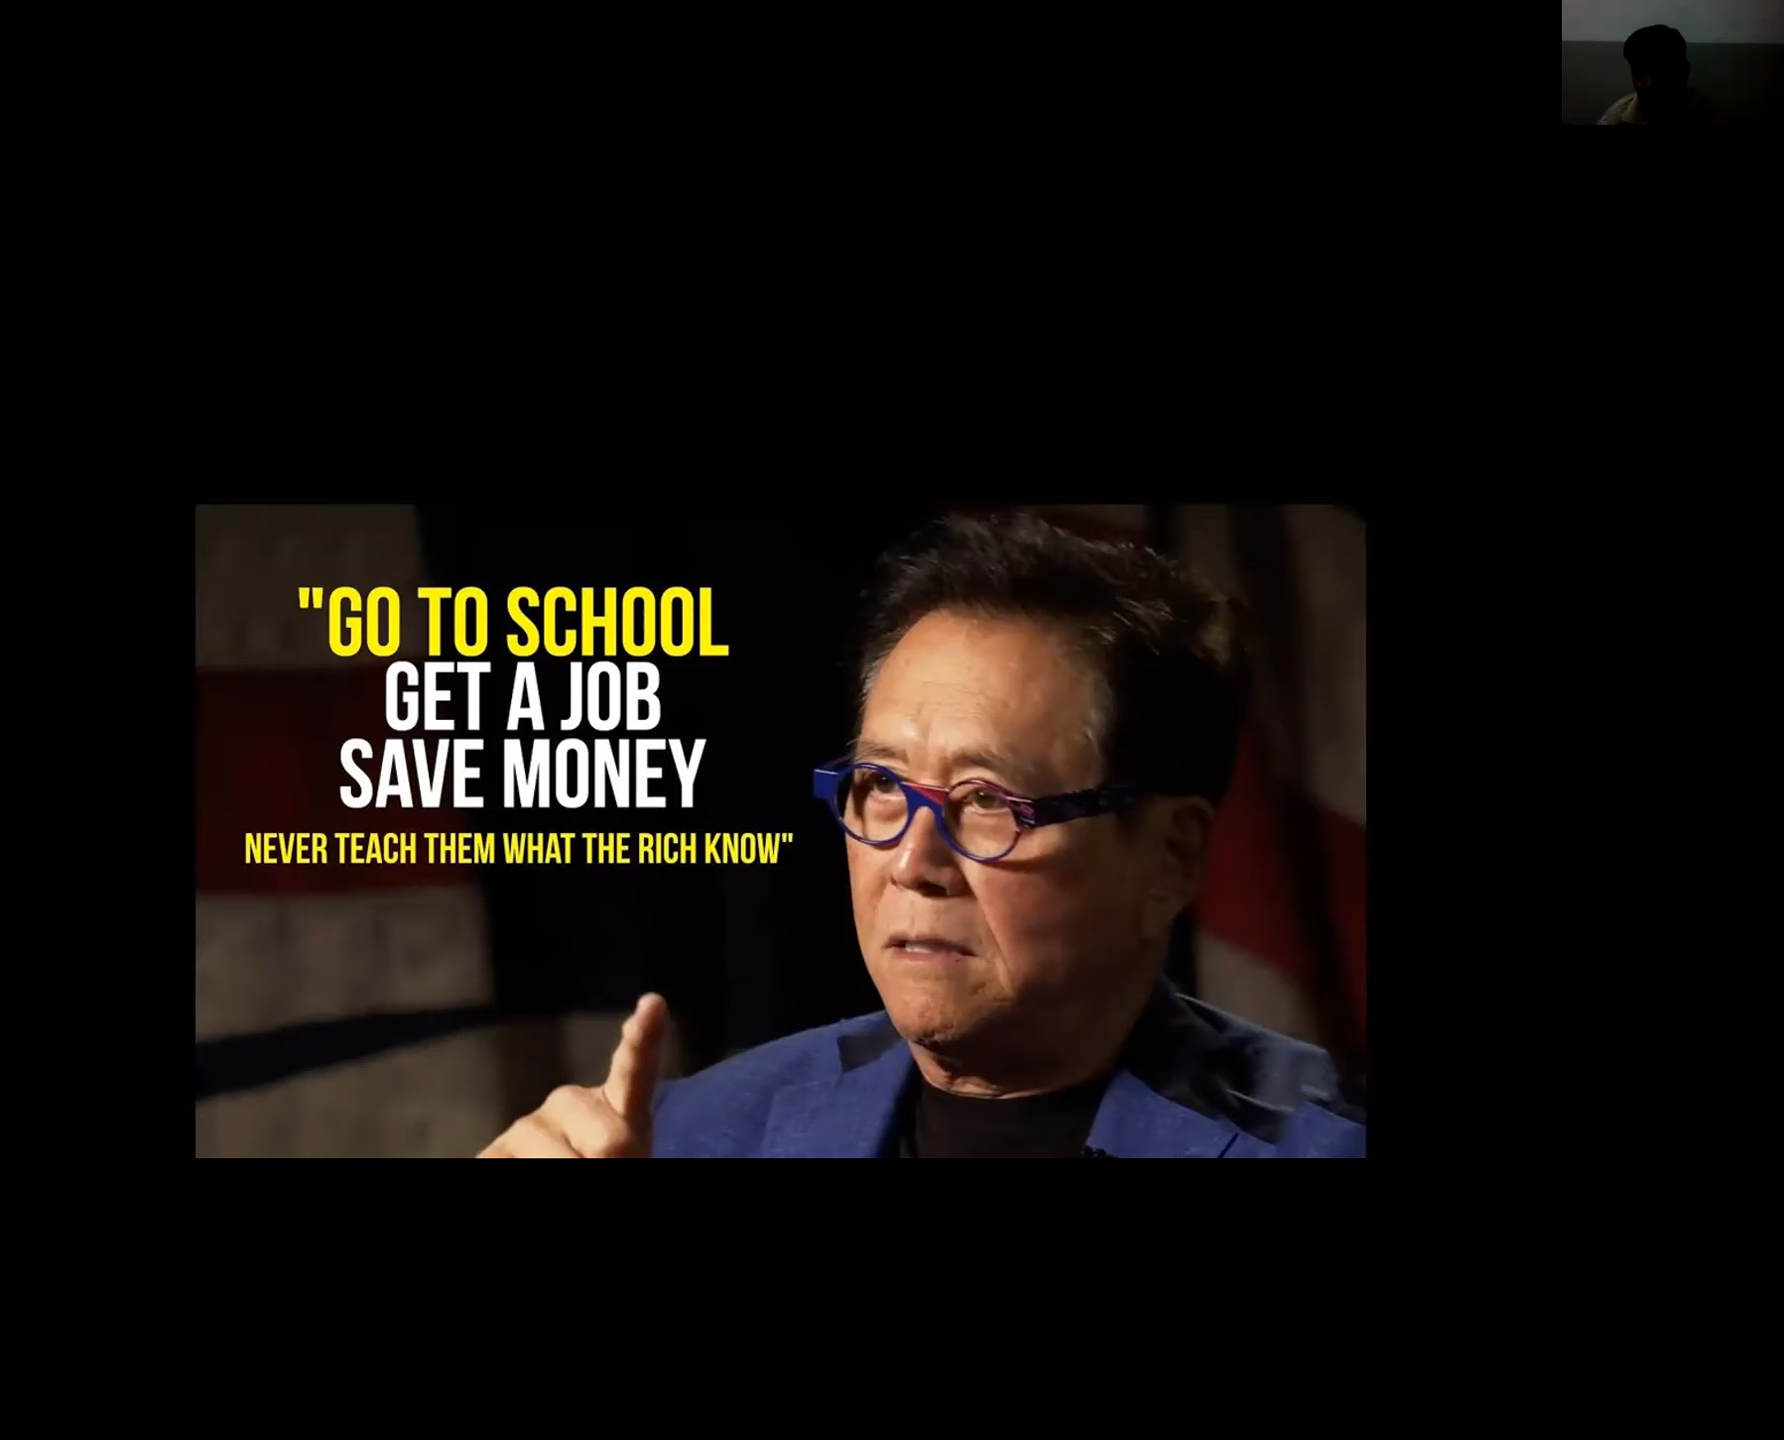 "GO TO SCHOOL
GET A JOB
SAVE MONEY
NEVER TEACH THEM WHAT THE RICH KNOW"